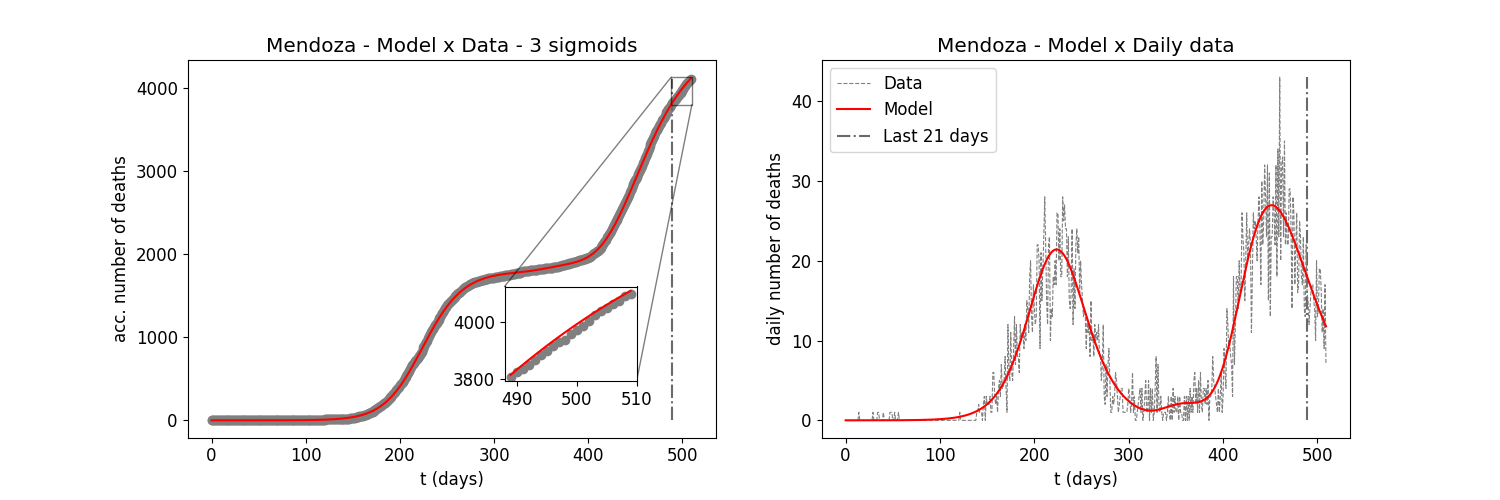 Mendoza - Model x Data - 3 sigmoids
acc. number of deaths
4000
3000
2000
1000
0
4000
3800
490 500 510
0 100 200 300 400 500
t (days)
Mendoza - Model x Daily data
daily number of deaths
Data
Model
Last 21 days
40
30
20
10
0
0 100 200 300 400 500
t (days)